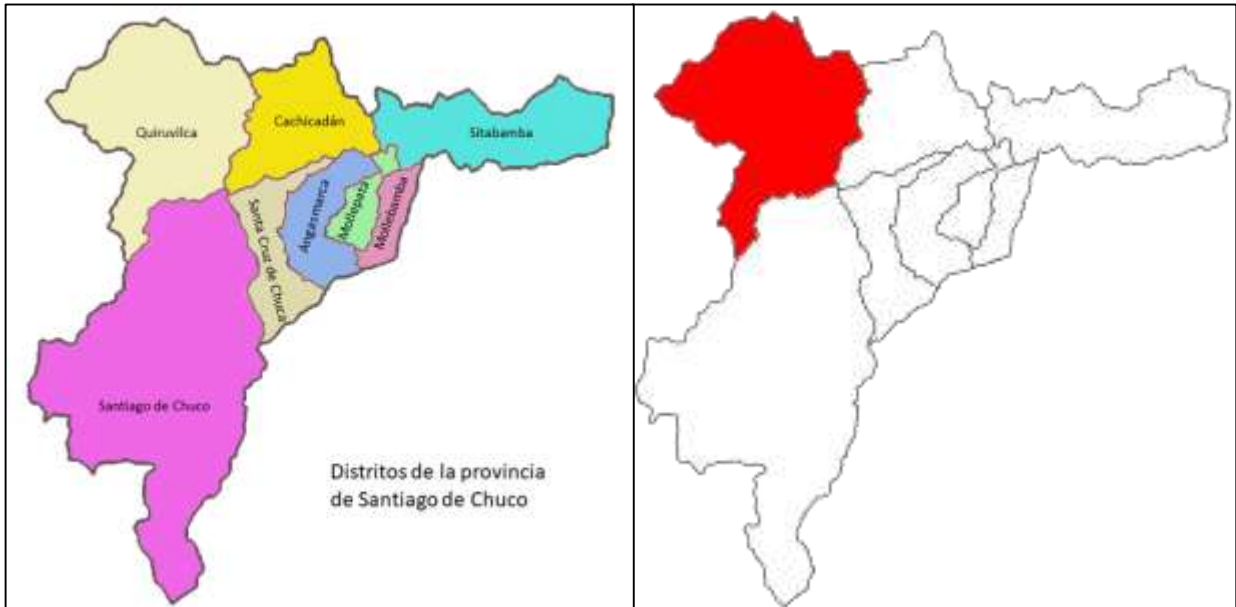 Quiruvilca
Cachicadán
Sitabamba
Santa Cruz de Chuca
Angasmarca
Mollepata
Mollebamba
Santiago de Chuco
Distritos de la provincia
de Santiago de Chuco